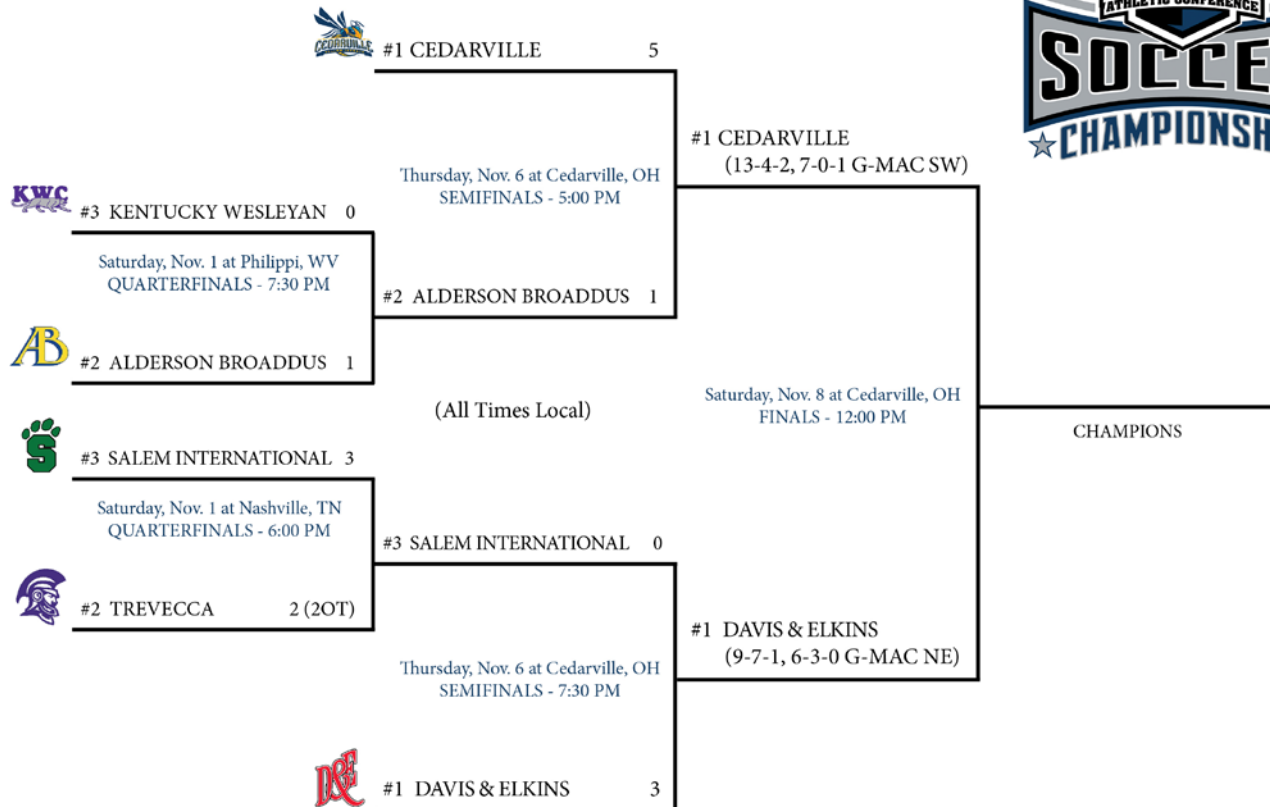 ATHLETIC CONFERENCE
SOCCE
CHAMPIONSH
CEDARVILLE
#1 CEDARVILLE 5
#1 CEDARVILLE
(13-4-2, 7-0-1 G-MAC SW)
Thursday, Nov. 6 at Cedarville, OH
SEMIFINALS - 5:00 PM
KWC
#3 KENTUCKY WESLEYAN 0
Saturday, Nov. 1 at Philippi, WV
QUARTERFINALS - 7:30 PM
#2 ALDERSON BROADDUS 1
AB
#2 ALDERSON BROADDUS 1
(All Times Local)
Saturday, Nov. 8 at Cedarville, OH
FINALS - 12:00 PM
CHAMPIONS
S
#3 SALEM INTERNATIONAL 3
Saturday, Nov. 1 at Nashville, TN
QUARTERFINALS - 6:00 PM
#3 SALEM INTERNATIONAL 0
#2 TREVECCA 2 (2OT)
#1 DAVIS & ELKINS
(9-7-1, 6-3-0 G-MAC NE)
Thursday, Nov. 6 at Cedarville, OH
SEMIFINALS - 7:30 PM
D&E
#1 DAVIS & ELKINS 3